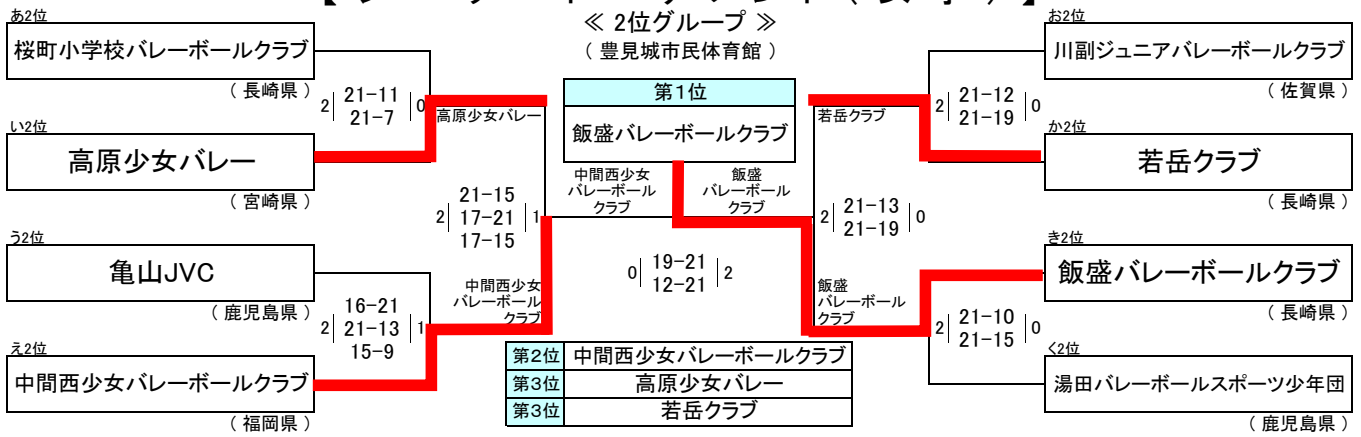 ≪ 2位グループ ≫
（ 豊見城市民体育館 ）
あ2位
桜町小学校バレーボールクラブ
（ 長崎県 ）
2 21-11 0
21-7
い2位
高原少女バレー
（ 宮崎県 ）
高原少女バレー
21-15
2 17-21 1
17-15
う2位
亀山JVC
（ 鹿児島県 ）
16-21
2 21-13 1
15-9
え2位
中間西少女バレーボールクラブ
（ 福岡県 ）
中間西少女
バレーボール
クラブ
第1位
飯盛バレーボールクラブ
中間西少女
バレーボール
クラブ
飯盛
バレーボール
クラブ
0 19-21 2
12-21
第2位 中間西少女バレーボールクラブ
第3位 高原少女バレー
第3位 若岳クラブ
お2位
川副ジュニアバレーボールクラブ
（ 佐賀県 ）
2 21-12 0
21-19
か2位
若岳クラブ
（ 長崎県 ）
若岳クラブ
2 21-13 0
21-19
き2位
飯盛バレーボールクラブ
（ 長崎県 ）
飯盛
バレーボール
クラブ
2 21-10 0
21-15
く2位
湯田バレーボールスポーツ少年団
（ 鹿児島県 ）